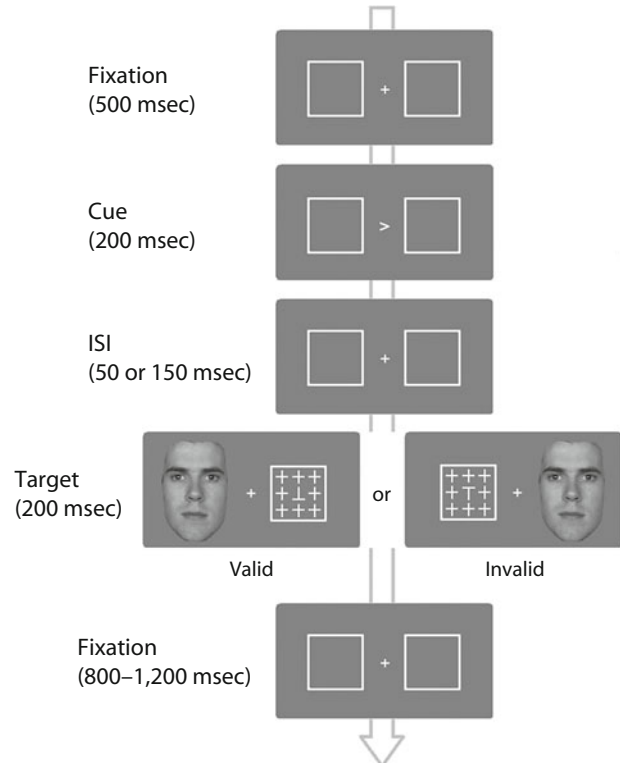 Fixation
(500 msec)
Cue
(200 msec)
>
ISI
(50 or 150 msec)
Target
(200 msec)
or
Valid
Invalid
Fixation
(800–1,200 msec)